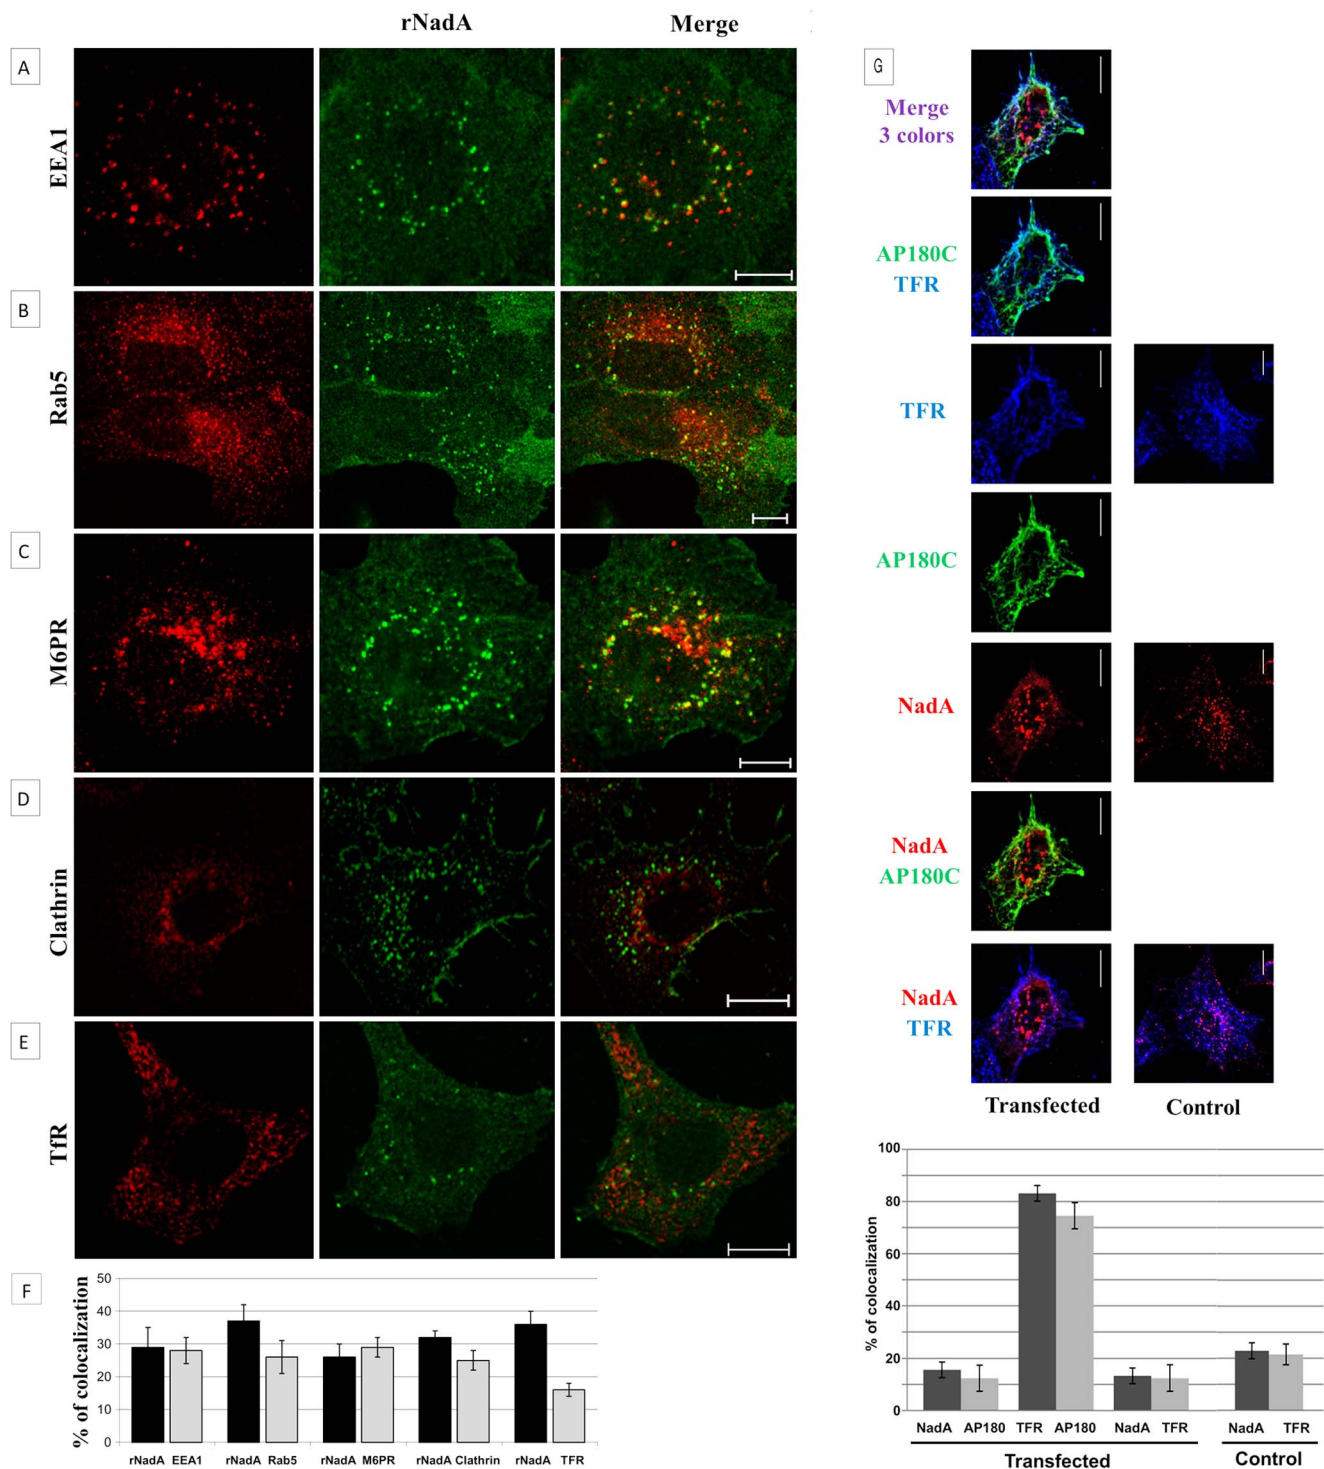 rNadA Merge
A
EEA1
B
Rab5
C
M6PR
D
Clathrin
E
TfR
F
% of colocalization
50
40
30
20
10
0
rNadA EEA1 rNadA Rab5 rNadA M6PR rNadA Clathrin rNadA TFR
G
Merge
3 colors
AP180C
TFR
TFR
AP180C
NadA
NadA
AP180C
NadA
TFR
Transfected Control
% of colocalization
100
80
60
40
20
0
NadA AP180 TFR AP180 NadA TFR NadA TFR
Transfected Control